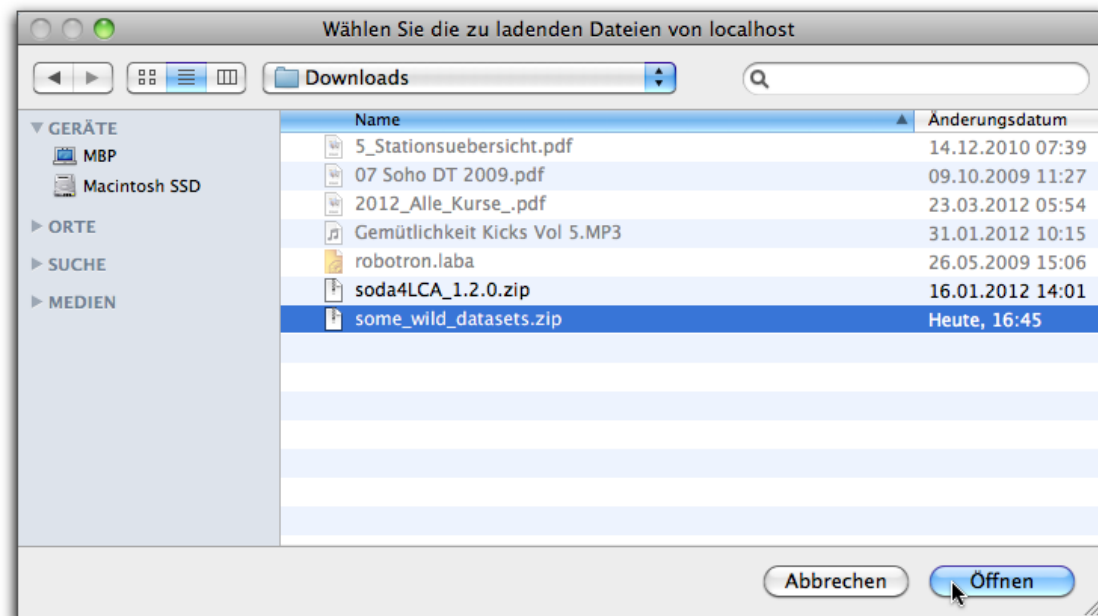 Wählen Sie die zu ladenden Dateien von localhost
Downloads
GERÄTE
MBP
Macintosh SSD
ORTE
SUCHE
MEDIEN
Name Änderungsdatum
5_Stationsuebersicht.pdf 14.12.2010 07:39
07 Soho DT 2009.pdf 09.10.2009 11:27
2012_Alle_Kurse_.pdf 23.03.2012 05:54
Gemütlichkeit Kicks Vol 5.MP3 31.01.2012 10:15
robotron.laba 26.05.2009 15:06
soda4LCA_1.2.0.zip 16.01.2012 14:01
some_wild_datasets.zip Heute, 16:45
Abbrechen Öffnen